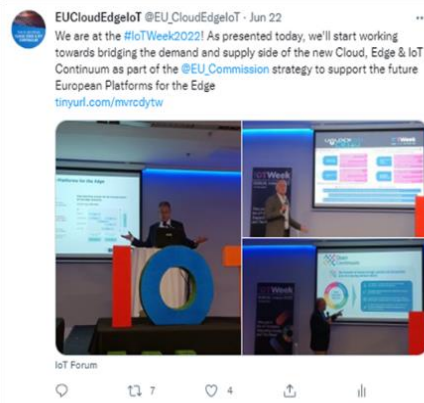 EUCloudEdgeIoT @EU_CloudEdgeIoT · Jun 22
We are at the #IoTWeek2022! As presented today, we'll start working
towards bridging the demand and supply side of the new Cloud, Edge & IoT
Continuum as part of the @EU_Commission strategy to support the future
European Platforms for the Edge
tinyurl.com/mvrcdytw
Platforms for the Edge
IOTWeek
IOTWeek
IOT
IoT Forum
7
4